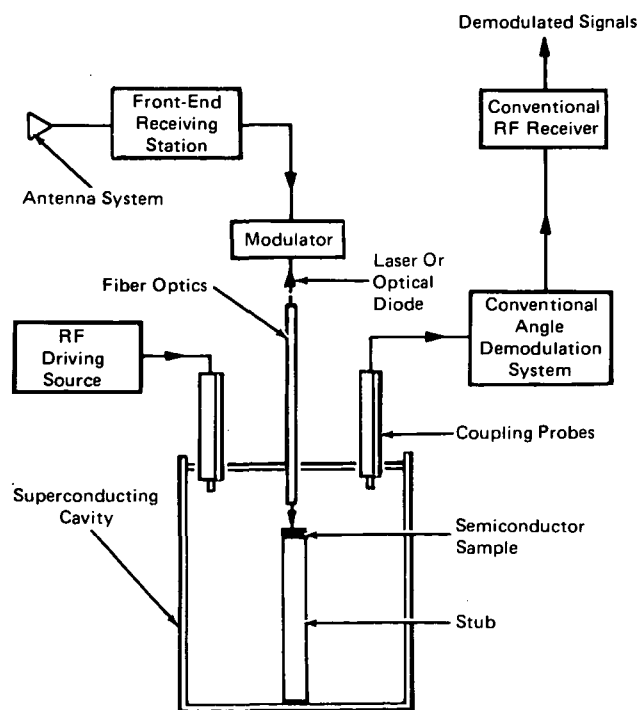 Demodulated Signals
Front-End
Receiving
Station
Conventional
RF Receiver
Antenna System
Modulator
Laser Or
Optical
Diode
Fiber Optics
Conventional
Angle
Demodulation
System
RF
Driving
Source
Coupling Probes
Superconducting
Cavity
Semiconductor
Sample
Stub